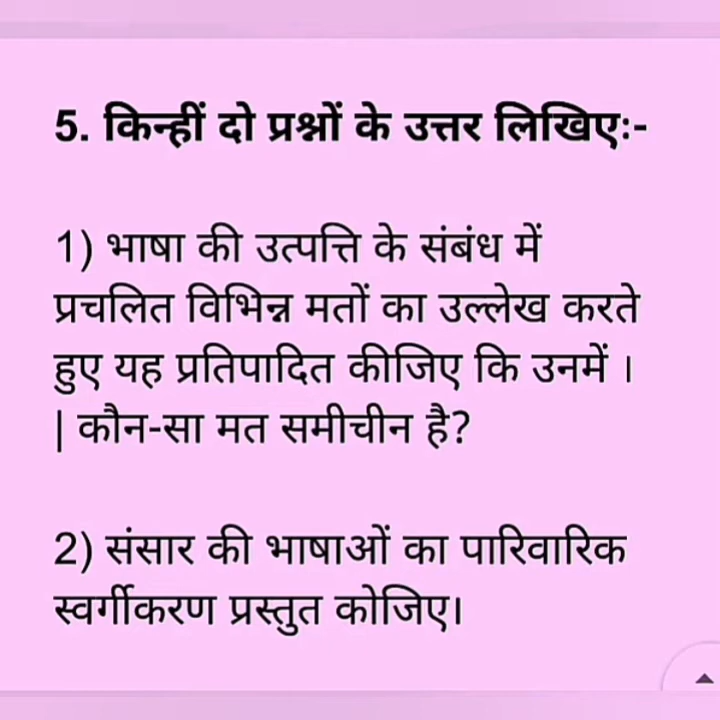 5. किन्हीं दो प्रश्नों के उत्तर लिखिएः-
1) भाषा की उत्पत्ति के संबंध में
प्रचलित विभिन्न मतों का उल्लेख करते
हुए यह प्रतिपादित कीजिए कि उनमें ।
| कौन-सा मत समीचीन है?
2) संसार की भाषाओं का पारिवारिक
स्वर्गीकरण प्रस्तुत कोजिए।